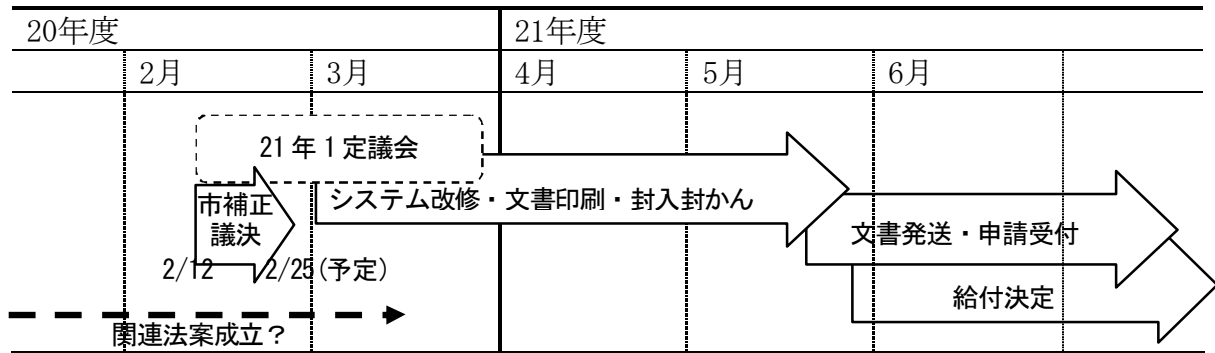 20年度 21年度
2月 3月 4月 5月 6月
21年1定議会
市補正
議決
システム改修・文書印刷・封入封かん
文書発送・申請受付
2/12 2/25(予定)
給付決定
関連法案成立？